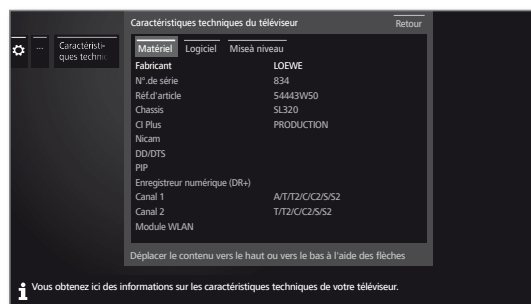 Caractéristiques techniques du téléviseur
Retour
...
Caractéristi-
ques techni
Matériel Logiciel Miseà niveau
Fabricant LOEWE
N°.de série 834
Réf.d'article 54443W50
Chassis SL320
CI Plus PRODUCTION
Nicam
DD/DTS
PIP
Enregistreur numérique (DR+)
Canal 1 A/T/T2/C/C2/S/S2
Canal 2 T/T2/C/C2/S/S2
Module WLAN
Déplacer le contenu vers le haut ou vers le bas à l'aide des flèches
Vous obtenez ici des informations sur les caractéristiques techniques de votre téléviseur.